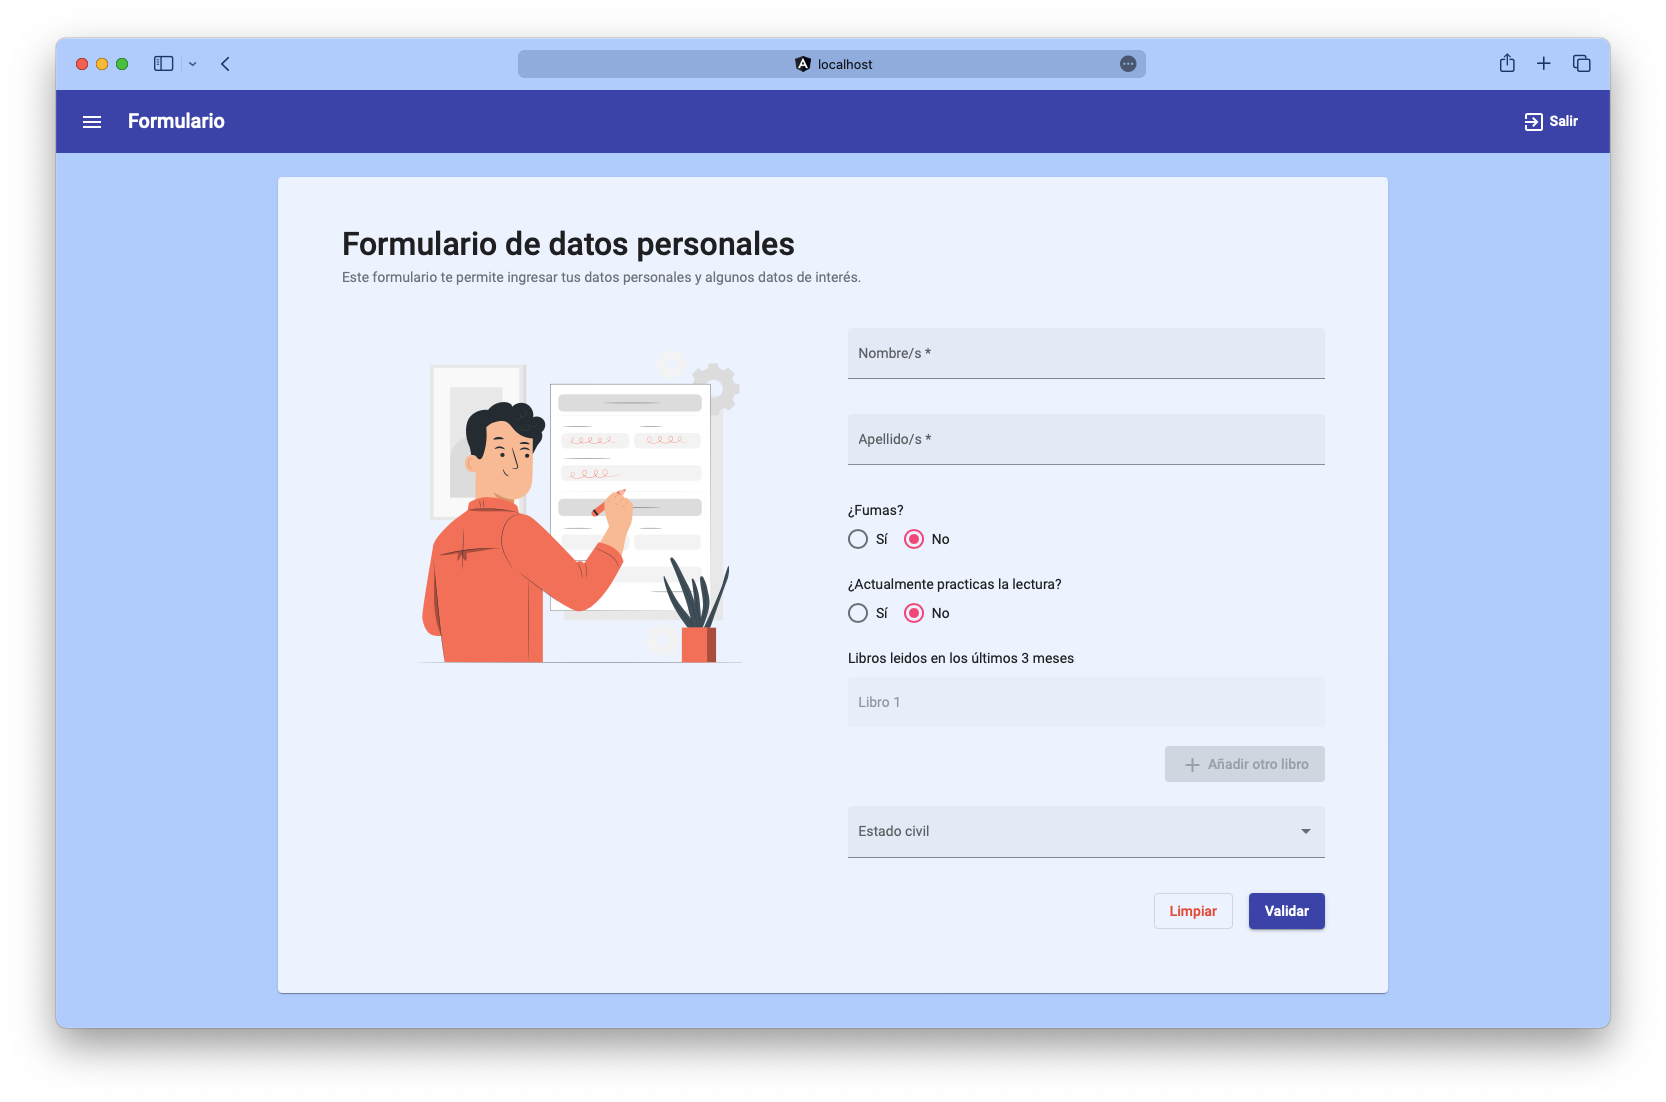 localhost
Formulario
Salir
Formulario de datos personales
Este formulario te permite ingresar tus datos personales y algunos datos de interés.
Nombre/s *
Apellido/s *
¿Fumas?
Sí No
¿Actualmente practicas la lectura?
Sí No
Libros leidos en los últimos 3 meses
Libro 1
Añadir otro libro
Estado civil
Limpiar Validar